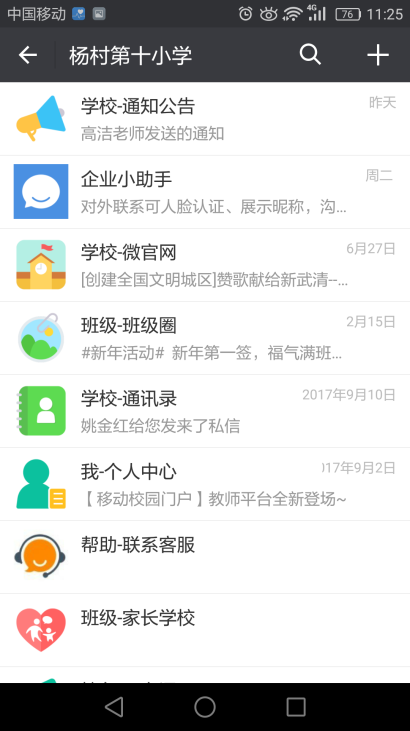 中国移动 4G 76 11:25
杨村第十小学
学校-通知公告 昨天
高洁老师发送的通知
企业小助手 周二
对外联系可人脸认证、展示昵称，沟...
学校-微官网 6月27日
[创建全国文明城区]赞歌献给新武清--...
班级-班级圈 2月15日
#新年活动# 新年第一签，福气满班...
学校-通讯录 2017年9月10日
姚金红给您发来了私信
我-个人中心 17年9月2日
【移动校园门户】教师平台全新登场~
帮助-联系客服
班级-家长学校